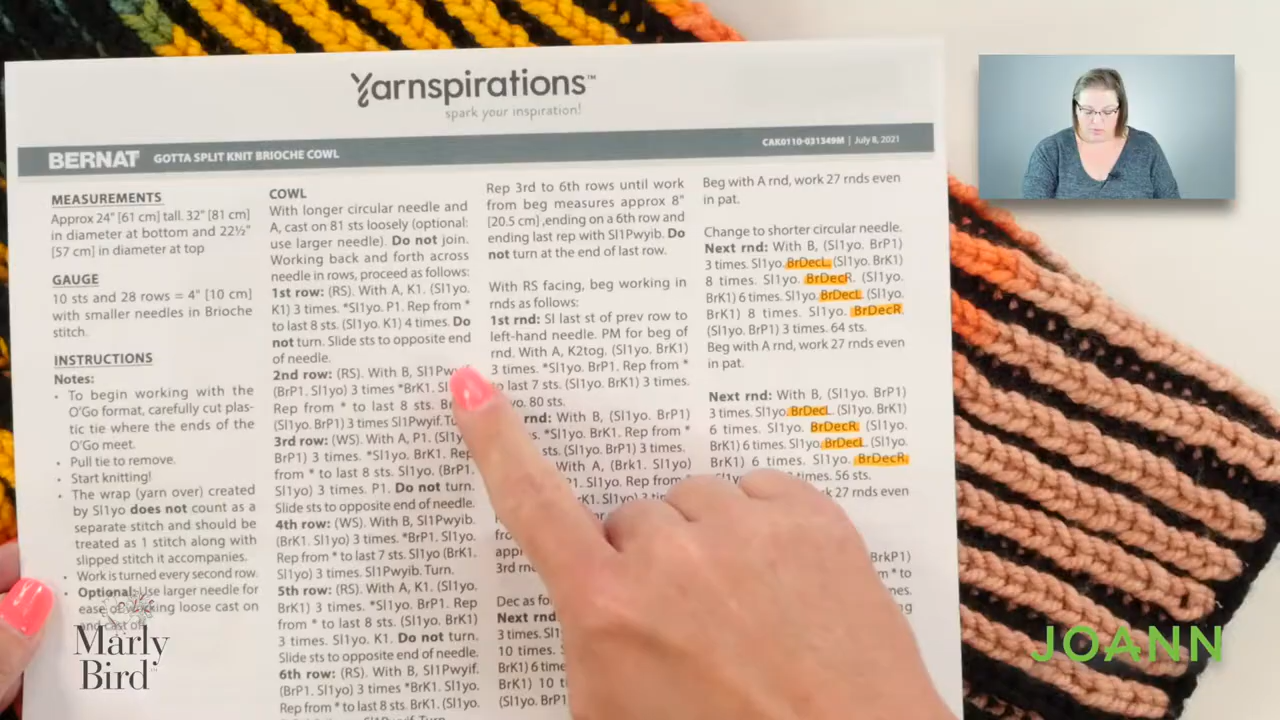 Yarnspirations™
spark your inspiration!
BERNAT GOTTA SPLIT KNIT BRIOCHE COWL
CAK0110-031349M | July 8, 2021
MEASUREMENTS
Approx 24" [61 cm] tall. 32" [81 cm]
in diameter at bottom and 22½"
[57 cm] in diameter at top
GAUGE
10 sts and 28 rows = 4" [10 cm]
with smaller needles in Brioche
stitch.
INSTRUCTIONS
Notes:
• To begin working with the
O'Go format, carefully cut plas-
tic tie where the ends of the
O'Go meet.
• Pull tie to remove.
• Start knitting!
• The wrap (yarn over) created
by Sl1yo does not count as a
separate stitch and should be
treated as 1 stitch along with
slipped stitch it accompanies.
• Work is turned every second row.
• Optional: Use larger needle for
ease of working loose cast on
and cast off.
COWL
With longer circular needle and
A, cast on 81 sts loosely (optional:
use larger needle). Do not join.
Working back and forth across
needle in rows, proceed as follows:
1st row: (RS). With A, K1. (Sl1yo.
K1) 3 times. *Sl1yo. P1. Rep from *
to last 8 sts. (Sl1yo. K1) 4 times. Do
not turn. Slide sts to opposite end
of needle.
2nd row: (RS). With B, Sl1Pwyif.
(BrP1. Sl1yo) 3 times *BrK1.
Rep from * to last 8 sts.
(BrP1. Sl1yo) 3 times Sl1Pwyif.
3rd row: (WS). With A, P1. (Sl1yo.
BrP1) 3 times. *Sl1yo. BrK1. Rep
from * to last 8 sts. Sl1yo. (BrP1.
Sl1yo) 3 times. P1. Do not turn.
Slide sts to opposite end of needle.
4th row: (WS). With B, Sl1Pwyib.
(BrK1. Sl1yo) 3 times. *BrP1. Sl1yo.
Rep from * to last 7 sts. Sl1yo (BrK1.
Sl1yo) 3 times. Sl1Pwyib. Turn.
5th row: (RS). With A, K1. (Sl1yo.
BrK1) 3 times. *Sl1yo. BrP1. Rep
from * to last 8 sts. Sl1yo. (BrK1.
3 times. Sl1yo. K1. Do not turn.
Slide sts to opposite end of needle.
6th row: (RS). With B, Sl1Pwyif.
(BrP1. Sl1yo) 3 times *BrK1. Sl1yo.
Rep from * to last 8 sts. BrK1. Sl1yo.
Rep 3rd to 6th rows until work
from beg measures approx 8"
[20.5 cm] ,ending on a 6th row and
ending last rep with Sl1Pwyib. Do
not turn at the end of last row.
With RS facing, beg working in
rnds as follows:
1st rnd: Sl last st of prev row to
left-hand needle. PM for beg of
rnd. With A, K2tog. (Sl1yo. BrK1)
3 times. *Sl1yo. BrP1. Rep from *
to last 7 sts. (Sl1yo. BrK1) 3 times.
yo. 80 sts.
rnd: With B, (Sl1yo. BrP1)
*Sl1yo. BrK1. Rep from *
With A, (Brk1. Sl1yo)
3rd
Dec as
Next rnd:
3 times.
10 times.
BrK1) 6
BrK1) 10
(Sl1yo. BrP1)
Beg with A rnd, work 27 rnds even
in pat.
Change to shorter circular needle.
Next rnd: With B, (Sl1yo. BrP1)
3 times. Sl1yo. BrDecL. (Sl1yo. BrK1)
8 times. Sl1yo. BrDecR. (Sl1yo.
BrK1) 6 times. Sl1yo. BrDecL. (Sl1yo.
BrK1) 8 times. Sl1yo. BrDecR.
(Sl1yo. BrP1) 3 times. 64 sts.
Beg with A rnd, work 27 rnds even
in pat.
Next rnd: With B, (Sl1yo. BrP1)
3 times. Sl1yo. BrDecL. (Sl1yo. BrK1)
6 times. Sl1yo. BrDecR. (Sl1yo.
BrK1) 6 times. Sl1yo. BrDecL. (Sl1yo.
BrK1) 6 times. Sl1yo. BrDecR.
times. 56 sts.
27 rnds even
BrkP1)
* to
Marly
Bird
JOANN